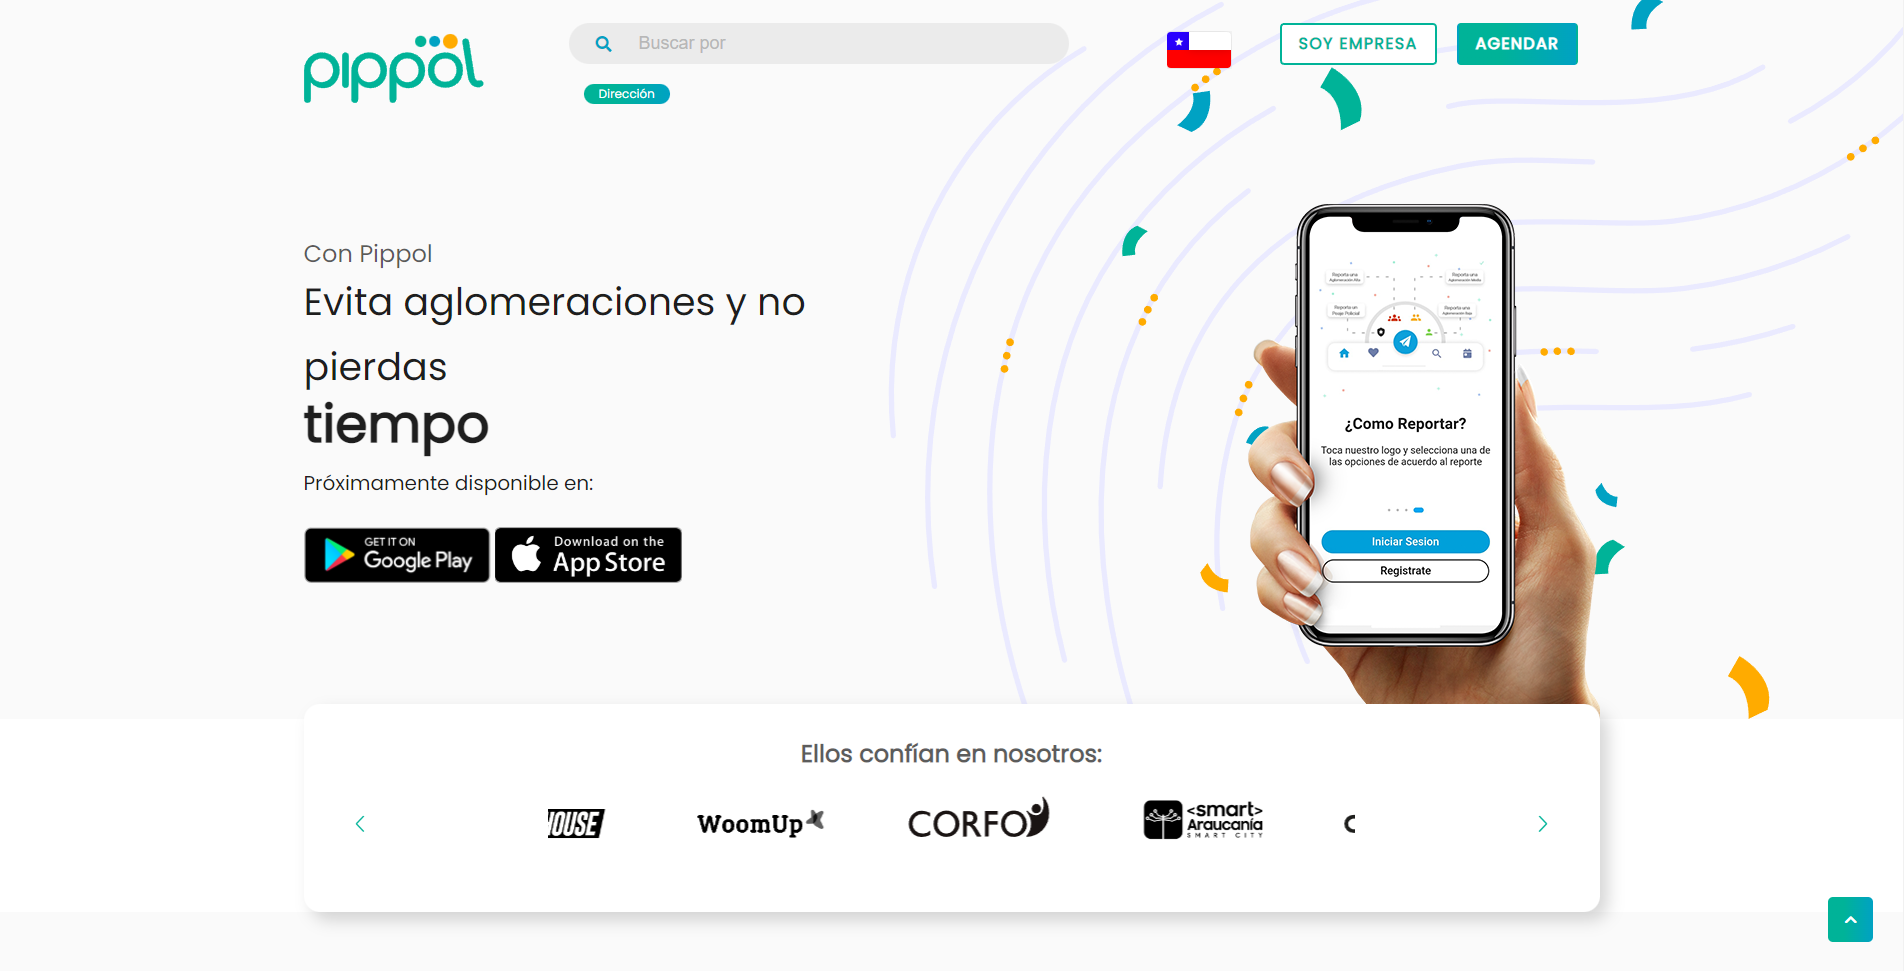 pippol
Buscar por
Dirección
SOY EMPRESA
AGENDAR
Con Pippol
Evita aglomeraciones y no
pierdas
tiempo
Próximamente disponible en:
GET IT ON
Google Play
Download on the
App Store
Reporta una
Aglomeración Alta
Reporta una
Aglomeración Media
Reporta un
Peaje Policial
Reporta una
Aglomeración Baja
¿Como Reportar?
Toca nuestro logo y selecciona una de
las opciones de acuerdo al reporte
Iniciar Sesion
Registrate
Ellos confían en nosotros:
HOUSE
WoomUp
CORFO
<smart>
Araucanía
SMART CITY